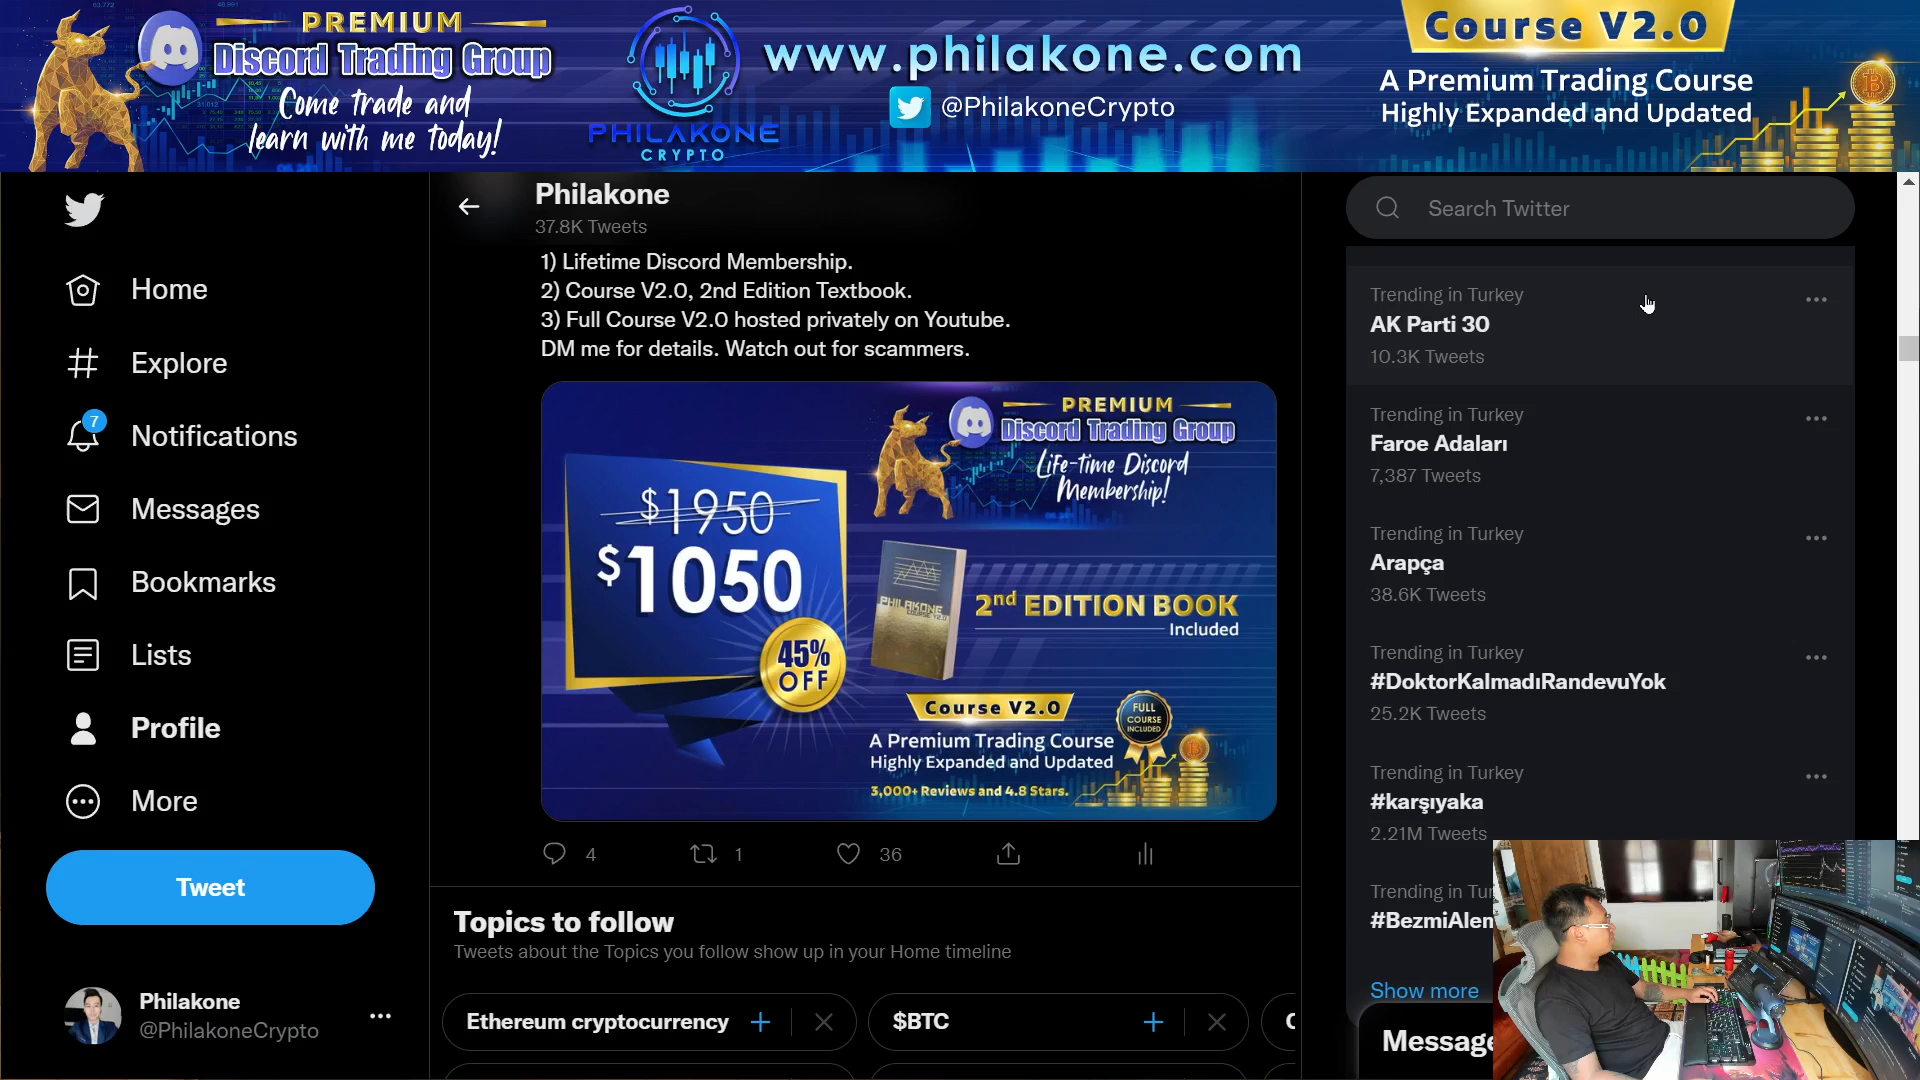 PREMIUM
Discord Trading Group
Come trade and
learn with me today!
PHILAKONE
CRYPTO
www.philakone.com
@PhilakoneCrypto
Course V2.0
A Premium Trading Course
Highly Expanded and Updated
Home
Explore
7
Notifications
Messages
Bookmarks
Lists
Profile
More
Tweet
Philakone
@PhilakoneCrypto
Philakone
37.8K Tweets
1) Lifetime Discord Membership.
2) Course V2.0, 2nd Edition Textbook.
3) Full Course V2.0 hosted privately on Youtube.
DM me for details. Watch out for scammers.
$1950
$1050
45%
OFF
PREMIUM
Discord Trading Group
Life-time Discord
Membership!
PHILAKONE
2nd EDITION BOOK
Included
Course V2.0
FULL
COURSE
INCLUDED
A Premium Trading Course
Highly Expanded and Updated
3,000+ Reviews and 4.8 Stars.
4
1
36
Topics to follow
Tweets about the Topics you follow show up in your Home timeline
Ethereum cryptocurrency
$BTC
Search Twitter
Trending in Turkey
AK Parti 30
10.3K Tweets
Trending in Turkey
Faroe Adaları
7,387 Tweets
Trending in Turkey
Arapça
38.6K Tweets
Trending in Turkey
#DoktorKalmadıRandevuYok
25.2K Tweets
Trending in Turkey
#karşıyaka
2.21M Tweets
Trending in Tur
#BezmiAlem
Show more
Message